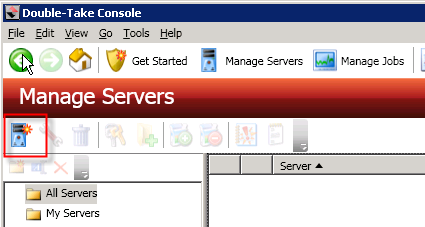 Double-Take Console
File Edit View Go Tools Help
Get Started Manage Servers Manage Jobs
Manage Servers
Server
All Servers
My Servers